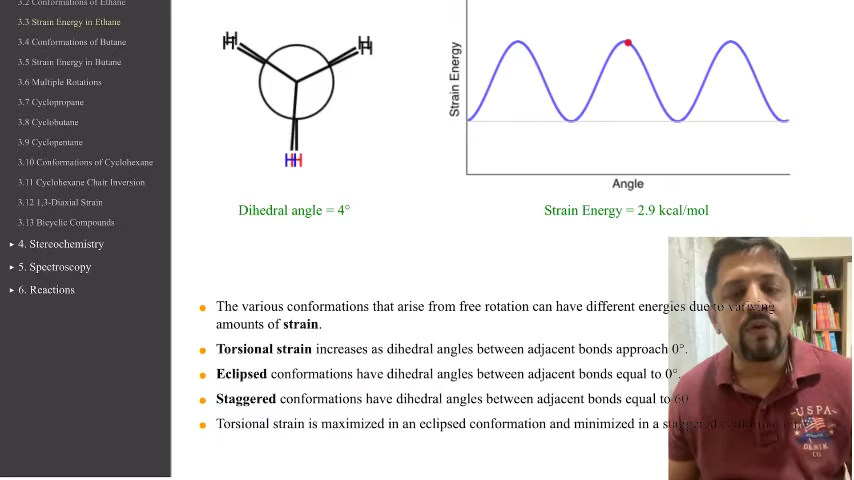 3.2 Conformations of Ethane
3.3 Strain Energy in Ethane
3.4 Conformations of Butane
3.5 Strain Energy in Butane
3.6 Multiple Rotations
3.7 Cyclopropane
3.8 Cyclobutane
3.9 Cyclopentane
3.10 Conformations of Cyclohexane
3.11 Cyclohexane Chair Inversion
3.12 1,3-Diaxial Strain
3.13 Bicyclic Compounds
4. Stereochemistry
5. Spectroscopy
6. Reactions
H H H H
H H
Dihedral angle = 4°
Strain Energy
Angle
Strain Energy = 2.9 kcal/mol
The various conformations that arise from free rotation can have different energies due to varying
amounts of strain.
Torsional strain increases as dihedral angles between adjacent bonds approach 0°.
Eclipsed conformations have dihedral angles between adjacent bonds equal to 0°.
Staggered conformations have dihedral angles between adjacent bonds equal to 60
Torsional strain is maximized in an eclipsed conformation and minimized in a staggered
USPA
DENIM
CO